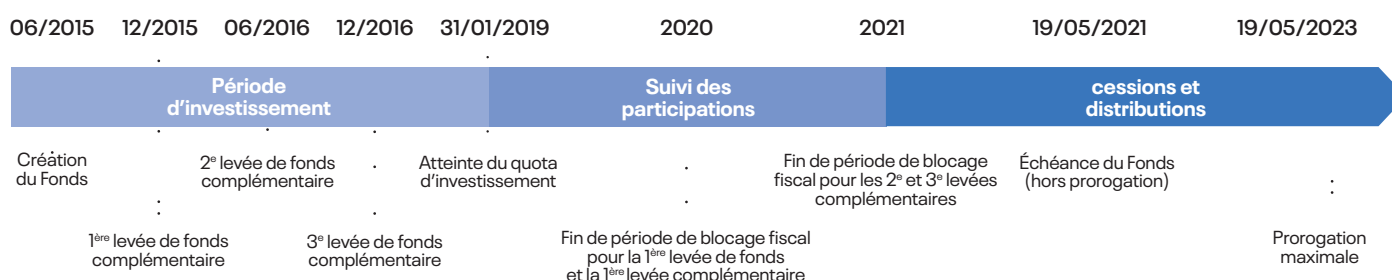 06/2015 12/2015 06/2016 12/2016 31/01/2019 2020 2021 19/05/2021 19/05/2023
Période
d'investissement
Suivi des
participations
cessions et
distributions
Création
du Fonds
2e levée de fonds
complémentaire
Atteinte du quota
d'investissement
Fin de période de blocage
fiscal pour les 2e et 3e levées
complémentaires
Échéance du Fonds
(hors prorogation)
1ère levée de fonds
complémentaire
3e levée de fonds
complémentaire
Fin de période de blocage fiscal
pour la 1ère levée de fonds
et la 1ère levée complémentaire
Prorogation
maximale